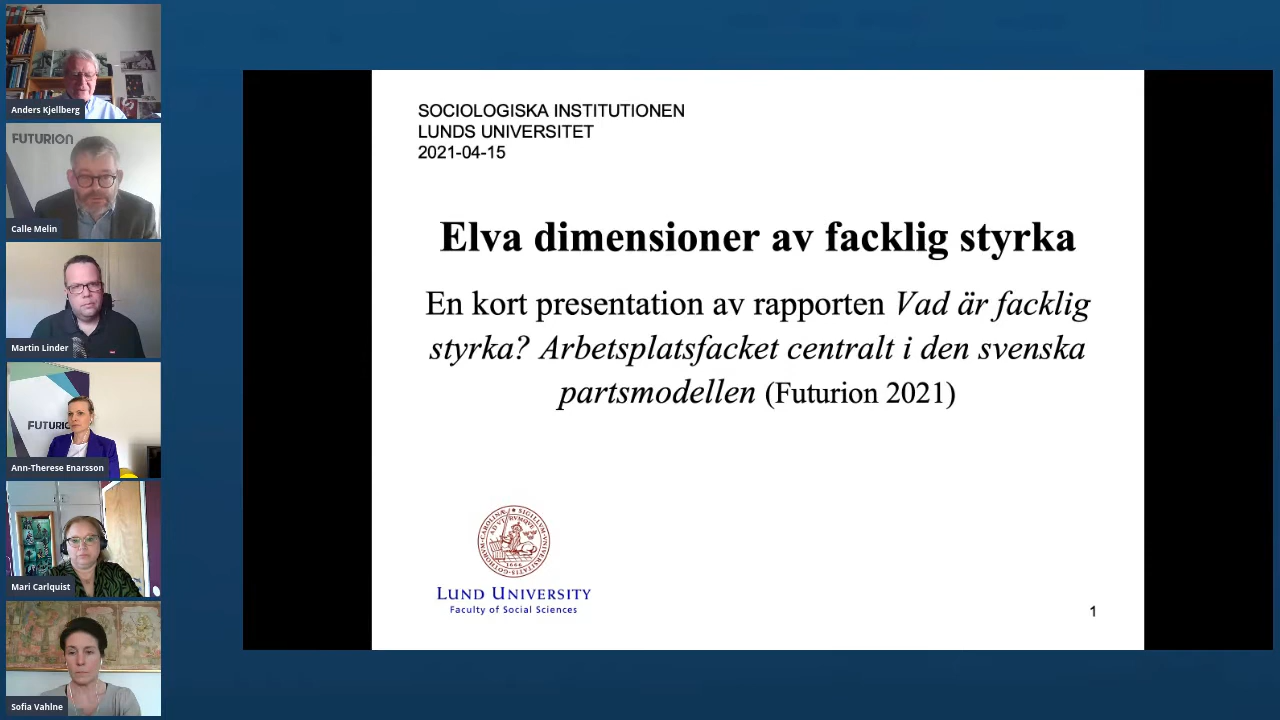 Anders Kjellberg
FUTURION
Calle Melin
Martin Linder
FUTURIO
Ann-Therese Enarsson
Mari Carlquist
Sofia Vahlne
SOCIOLOGISKA INSTITUTIONEN
LUNDS UNIVERSITET
2021-04-15
Elva dimensioner av facklig styrka
En kort presentation av rapporten Vad är facklig
styrka? Arbetsplatsfacket centralt i den svenska
partsmodellen (Futurion 2021)
LUND UNIVERSITY
Faculty of Social Sciences
1